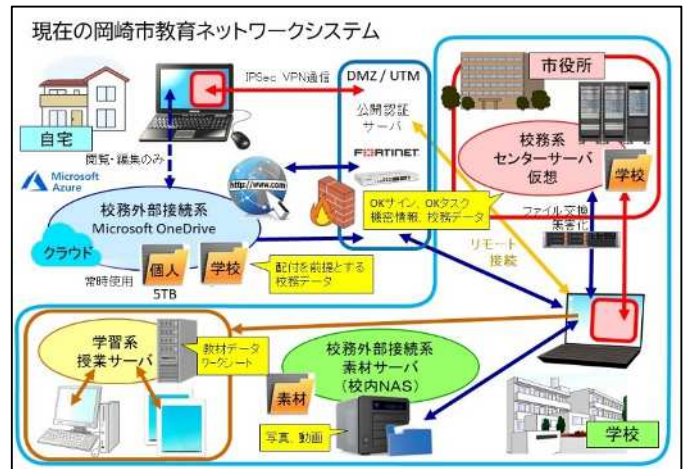 現在の岡崎市教育ネットワークシステム
IPSec VPN通信
DMZ / UTM
市役所
公開認証
サーバ
自宅
閲覧・編集のみ
FORTINET
校務系
センターサーバ
仮想
学校
Microsoft
Azure
http://www.com
校務外部接続系
Microsoft OneDrive
OKサイン、OKタスク
機密情報、校務データ
ファイル交換
無害化
クラウド
リモート
接続
常時使用
個人
5TB
学校
配付を前提とする
校務データ
学習系
授業サーバ
教材データ
ワークシート
校務外部接続系
素材サーバ
(校内NAS)
素材
写真、動画
学校